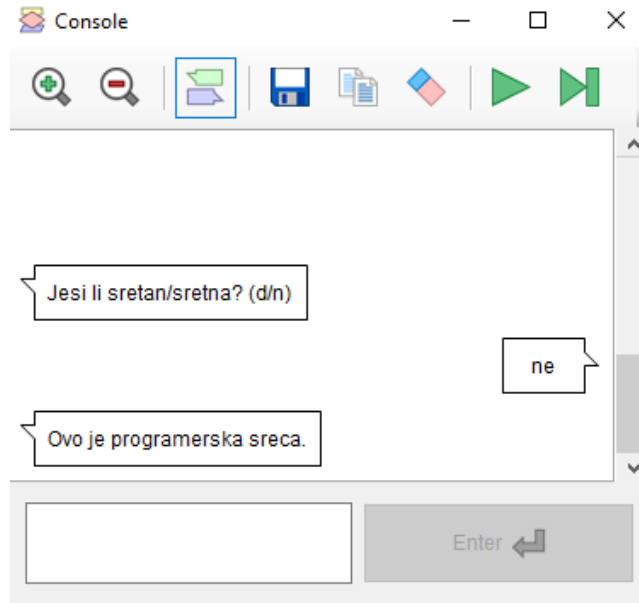 Console
Jesi li sretan/sretna? (d/n)
ne
Ovo je programerska sreca.
Enter